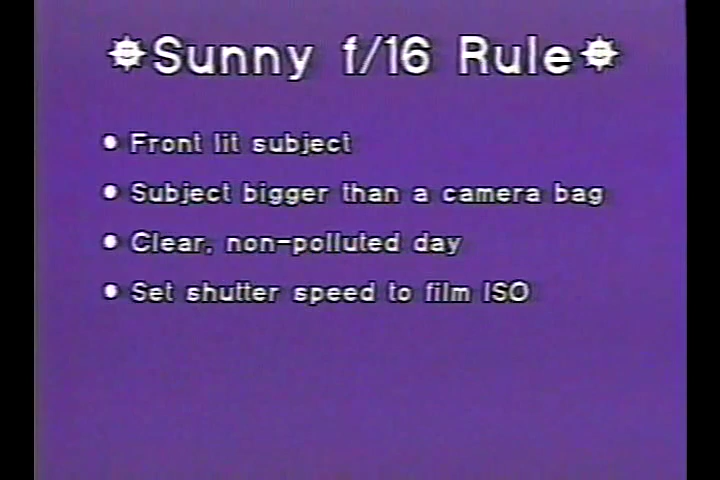 Sunny f/16 Rule
• Front lit subject
• Subject bigger than a camera bag
• Clear, non-polluted day
• Set shutter speed to film ISO